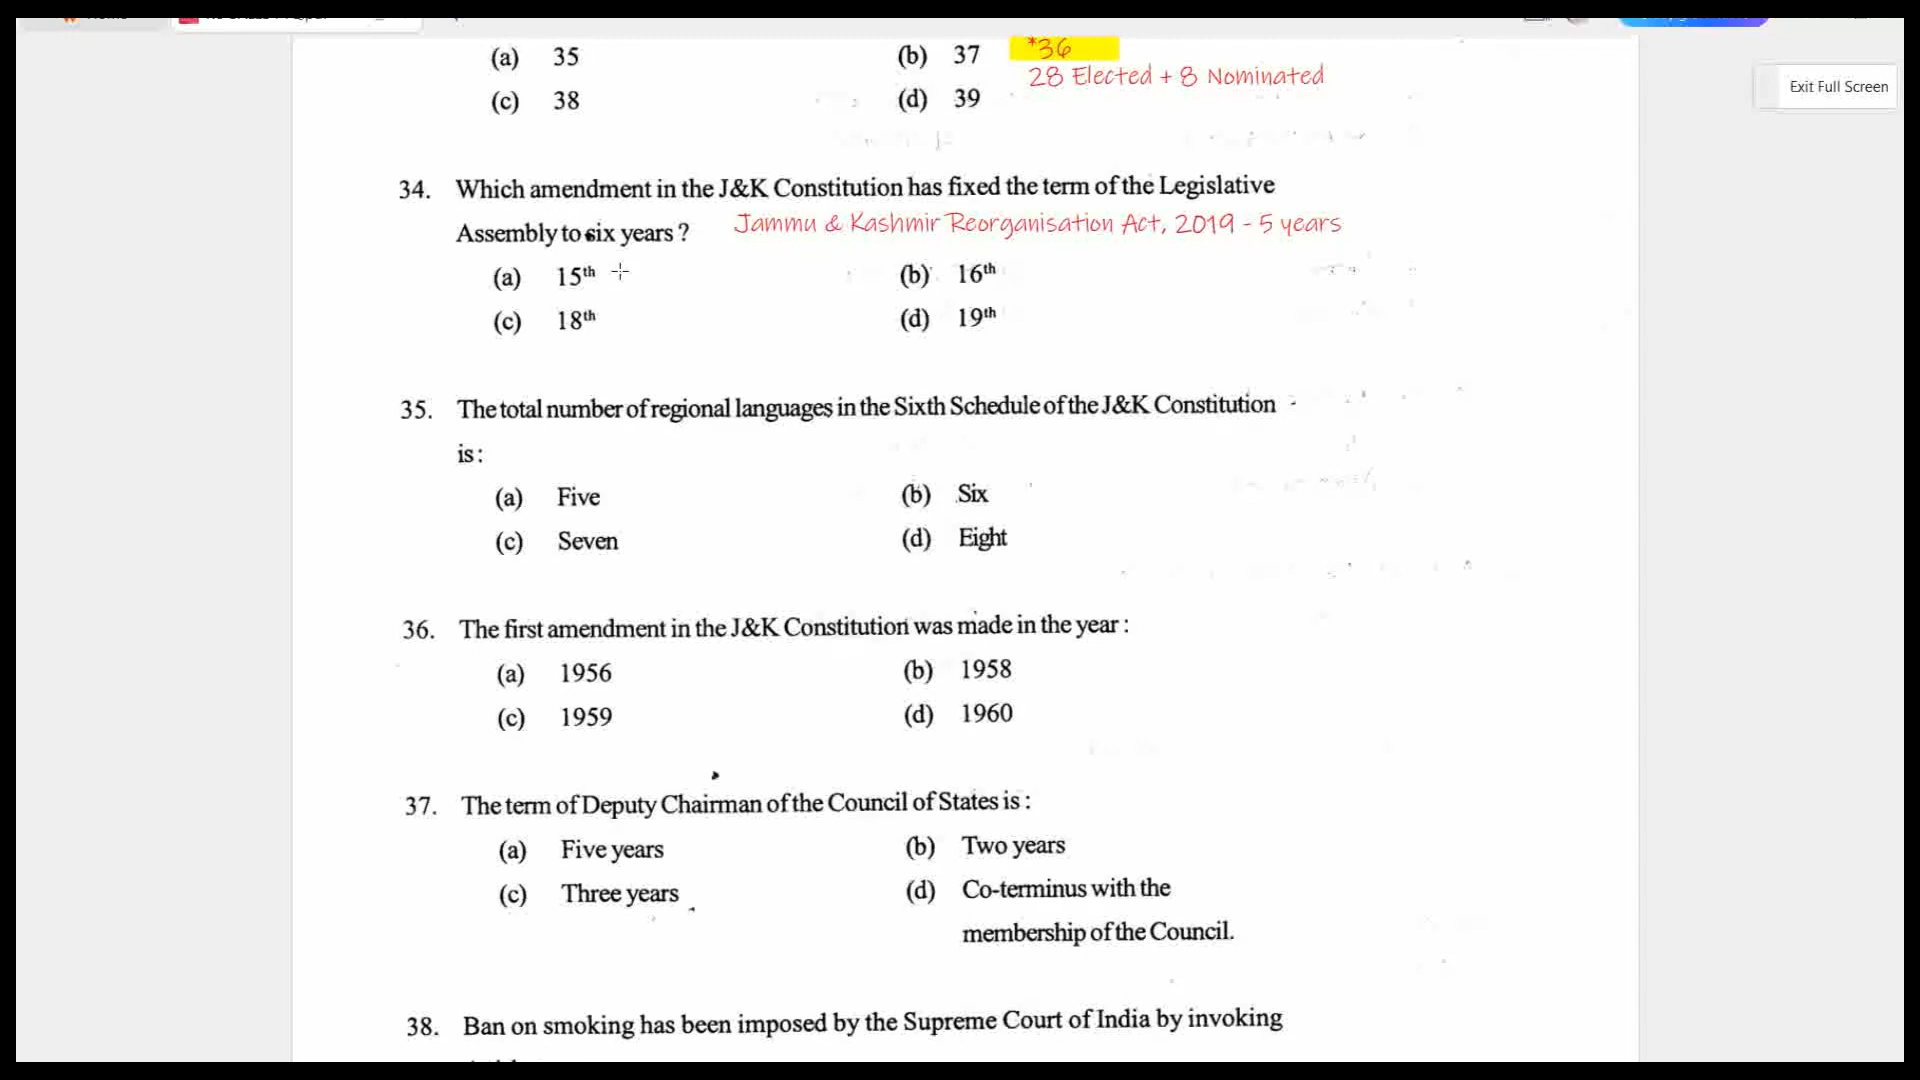 (a) 35 (b) 37 *36
28 Elected + 8 Nominated
(c) 38 (d) 39
Exit Full Screen
34. Which amendment in the J&K Constitution has fixed the term of the Legislative
Assembly to six years ? Jammu & Kashmir Reorganisation Act, 2019 - 5 years
(a) 15th (b) 16th
(c) 18th (d) 19th
35. The total number of regional languages in the Sixth Schedule of the J&K Constitution
is :
(a) Five (b) Six
(c) Seven (d) Eight
36. The first amendment in the J&K Constitution was made in the year :
(a) 1956 (b) 1958
(c) 1959 (d) 1960
37. The term of Deputy Chairman of the Council of States is :
(a) Five years (b) Two years
(c) Three years (d) Co-terminus with the
membership of the Council.
38. Ban on smoking has been imposed by the Supreme Court of India by invoking